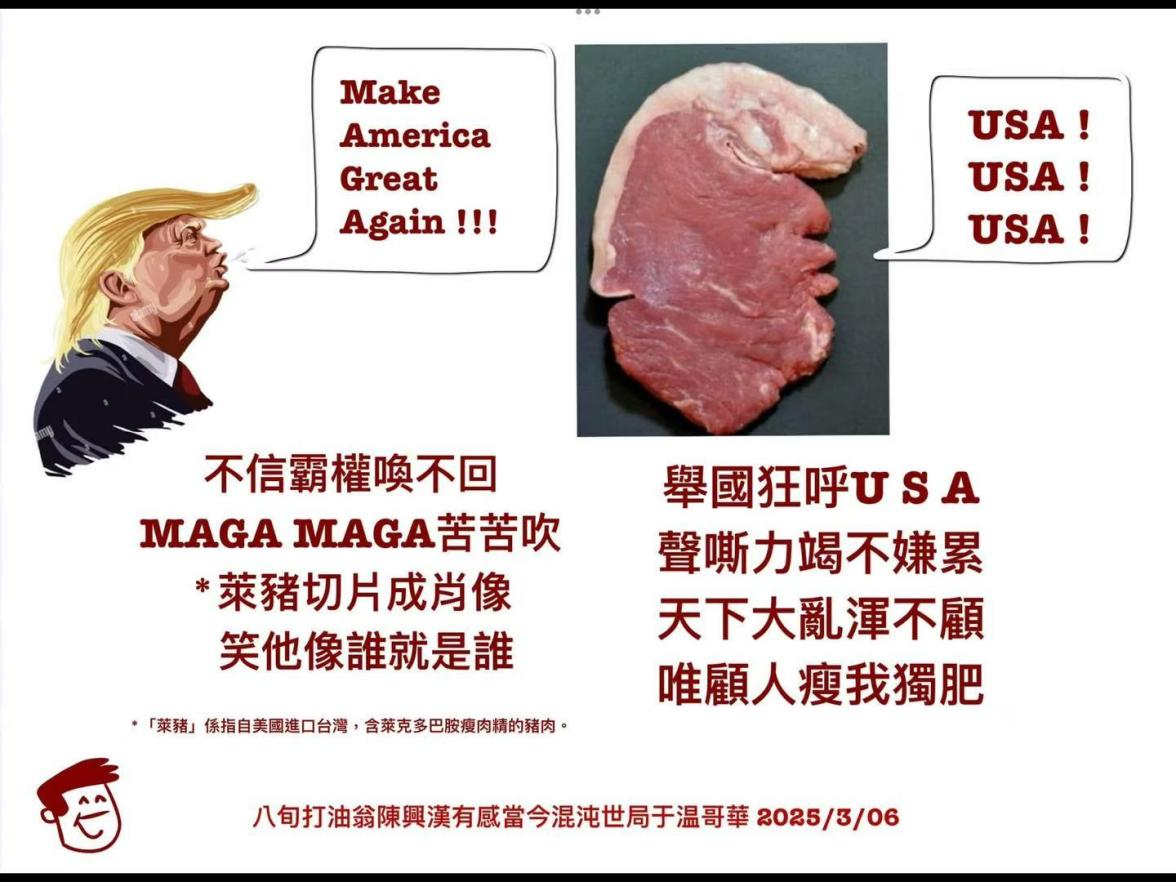 Make
America
Great
Again !!!
USA !
USA !
USA !
不信霸權喚不回
MAGA MAGA苦苦吹
*萊豬切片成肖像
笑他像誰就是誰
*「萊豬」係指自美國進口台灣，含萊克多巴胺瘦肉精的豬肉。
舉國狂呼U S A
聲嘶力竭不嫌累
天下大亂渾不顧
唯顧人瘦我獨肥
八旬打油翁陳興漢有感當今混沌世局于温哥華 2025/3/06
alamy